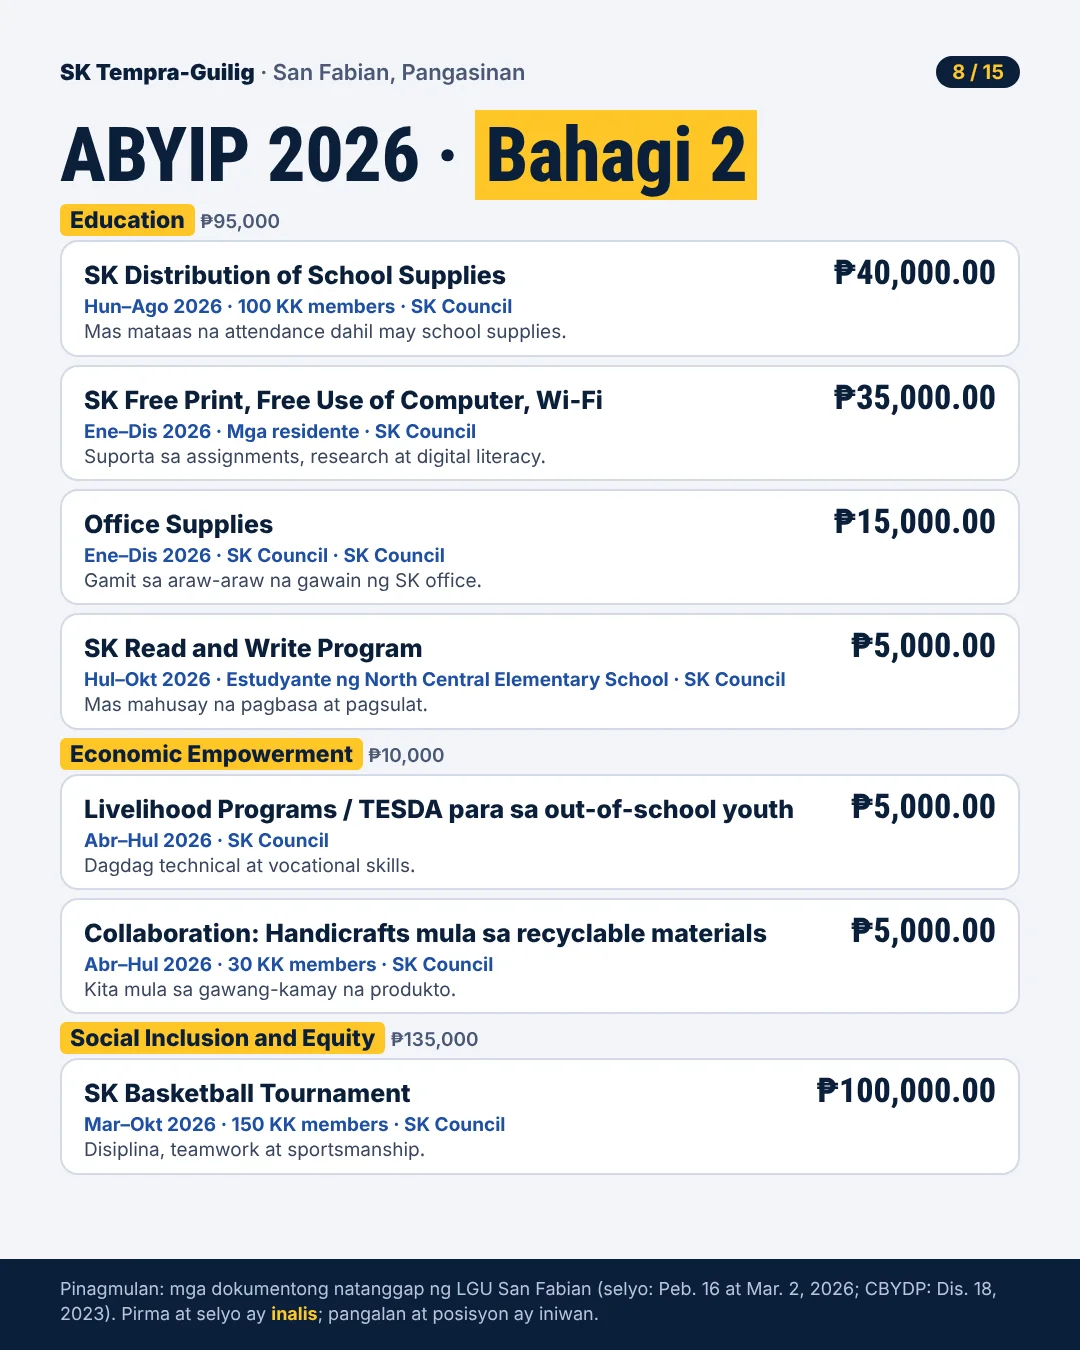 SK Tempra-Guilig · San Fabian, Pangasinan
8 / 15
ABYIP 2026 · Bahagi 2
Education ₱95,000
SK Distribution of School Supplies ₱40,000.00
Hun–Ago 2026 · 100 KK members · SK Council
Mas mataas na attendance dahil may school supplies.
SK Free Print, Free Use of Computer, Wi-Fi ₱35,000.00
Ene–Dis 2026 · Mga residente · SK Council
Suporta sa assignments, research at digital literacy.
Office Supplies ₱15,000.00
Ene–Dis 2026 · SK Council · SK Council
Gamit sa araw-araw na gawain ng SK office.
SK Read and Write Program ₱5,000.00
Hul–Okt 2026 · Estudyante ng North Central Elementary School · SK Council
Mas mahusay na pagbasa at pagsulat.
Economic Empowerment ₱10,000
Livelihood Programs / TESDA para sa out-of-school youth ₱5,000.00
Abr–Hul 2026 · SK Council
Dagdag technical at vocational skills.
Collaboration: Handicrafts mula sa recyclable materials ₱5,000.00
Abr–Hul 2026 · 30 KK members · SK Council
Kita mula sa gawang-kamay na produkto.
Social Inclusion and Equity ₱135,000
SK Basketball Tournament ₱100,000.00
Mar–Okt 2026 · 150 KK members · SK Council
Disiplina, teamwork at sportsmanship.
Pinagmulan: mga dokumentong natanggap ng LGU San Fabian (selyo: Peb. 16 at Mar. 2, 2026; CBYDP: Dis. 18,
2023). Pirma at selyo ay inalis; pangalan at posisyon ay iniwan.